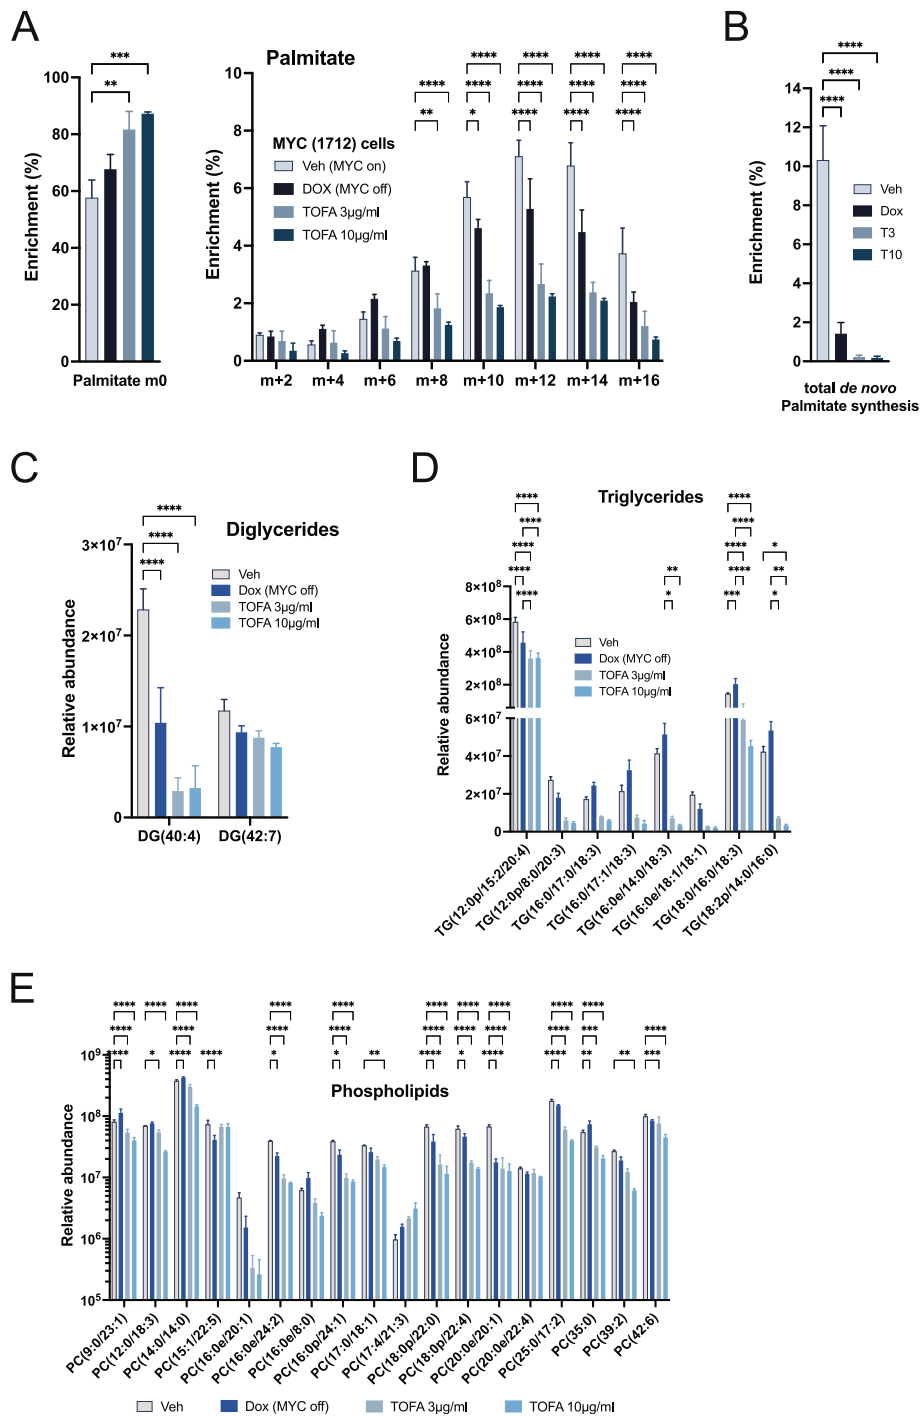 A
Enrichment (%)
100
80
60
40
20
0
***
**
Palmitate m0
Palmitate
Enrichment (%)
10
8
6
4
2
0
MYC (1712) cells
Veh (MYC on)
DOX (MYC off)
TOFA 3µg/ml
TOFA 10µg/ml
**** **** **** **** ****
**** **** **** **** ****
** * **** **** ****
m+2 m+4 m+6 m+8 m+10 m+12 m+14 m+16
B
Enrichment (%)
14
12
10
8
6
4
2
0
****
****
****
Veh
Dox
T3
T10
total de novo
Palmitate synthesis
C
Diglycerides
Relative abundance
3×10⁷
2×10⁷
1×10⁷
0
****
****
****
Veh
Dox (MYC off)
TOFA 3µg/ml
TOFA 10µg/ml
DG(40:4) DG(42:7)
D
Triglycerides
Relative abundance
8×10⁸
6×10⁸
4×10⁸
2×10⁸
6×10⁷
4×10⁷
2×10⁷
0
**** ****
**** ****
**** ** **** *
**** **** **
**** * *** *
Veh
Dox (MYC off)
TOFA 3µg/ml
TOFA 10µg/ml
TG(12:0p/15:2/20:4)
TG(12:0p/8:0/20:3)
TG(16:0/17:0/18:3)
TG(16:0/17:1/18:3)
TG(16:0e/14:0/18:3)
TG(16:0e/18:1/18:1)
TG(18:0/16:0/18:3)
TG(18:2p/14:0/16:0)
E
Phospholipids
Relative abundance
10⁹
10⁸
10⁷
10⁶
10⁵
**** **** **** **** **** **** **** **** **** ****
**** **** **** **** **** **** **** **** *** ****
**** * **** **** * * ** **** * **** **** ** ** ***
PC(9:0/23:1)
PC(12:0/18:3)
PC(14:0/14:0)
PC(15:1/22:5)
PC(16:0e/20:1)
PC(16:0e/24:2)
PC(16:0e/8:0)
PC(16:0p/24:1)
PC(17:0/18:1)
PC(17:4/21:3)
PC(18:0p/22:0)
PC(18:0p/22:4)
PC(20:0e/20:1)
PC(20:0e/22:4)
PC(25:0/17:2)
PC(35:0)
PC(39:2)
PC(42:6)
Veh Dox (MYC off) TOFA 3µg/ml TOFA 10µg/ml